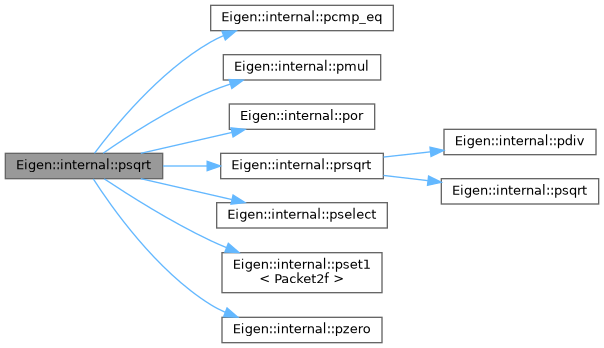 Eigen::internal::pcmp_eq
Eigen::internal::pmul
Eigen::internal::por
Eigen::internal::pdiv
Eigen::internal::psqrt
Eigen::internal::prsqrt
Eigen::internal::psqrt
Eigen::internal::pselect
Eigen::internal::pset1
< Packet2f >
Eigen::internal::pzero